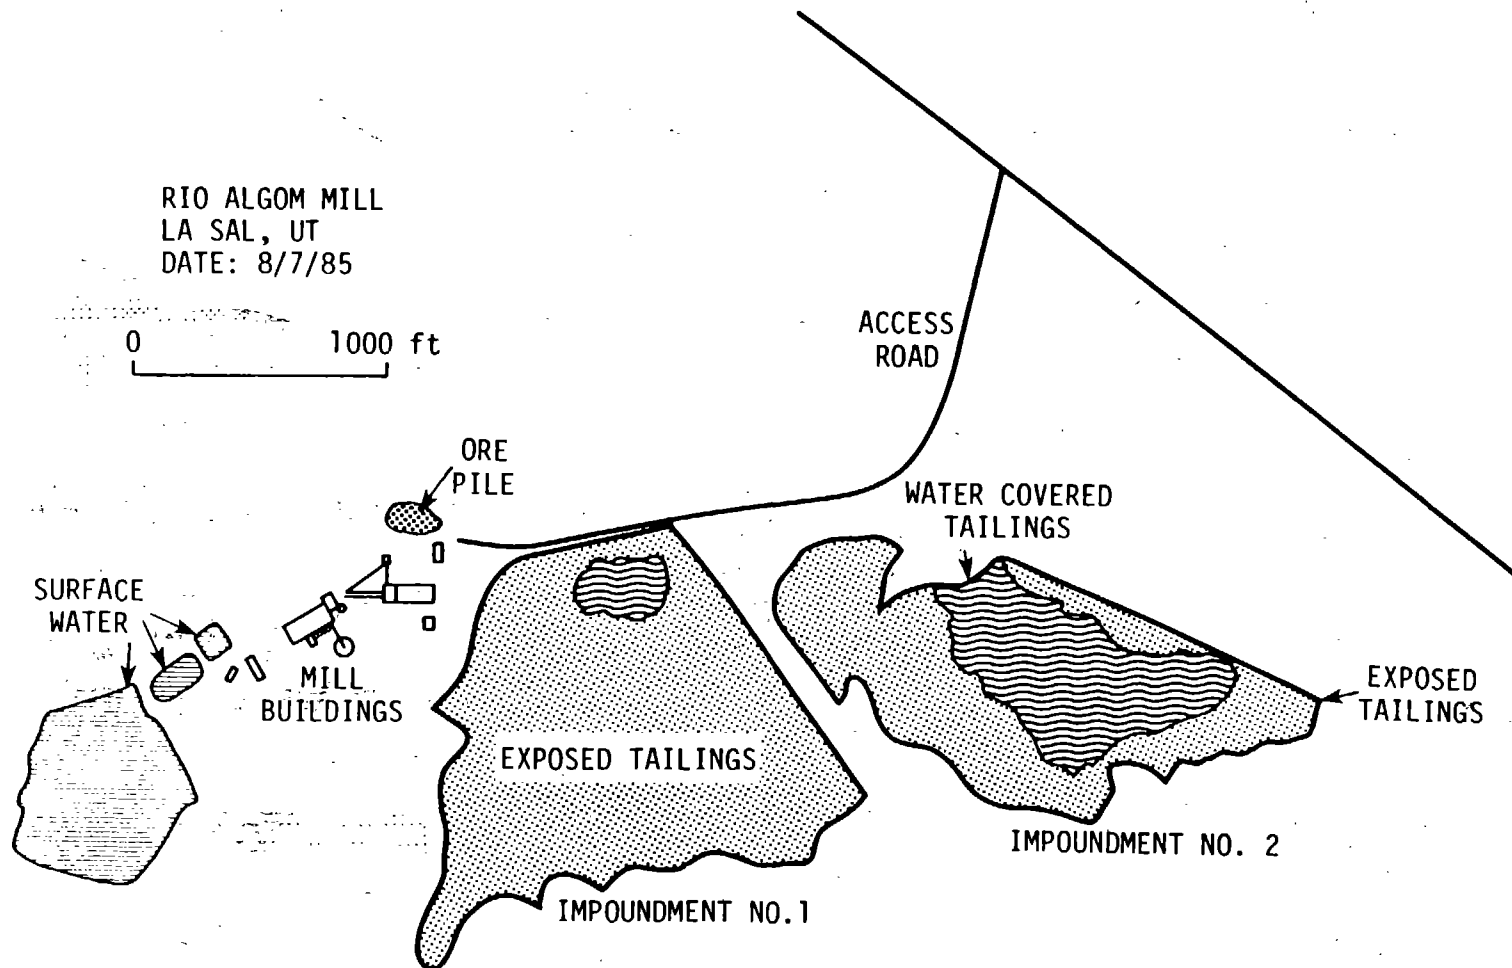 RIO ALGOM MILL
LA SAL, UT
DATE: 8/7/85
0 1000 ft
ACCESS
ROAD
ORE
PILE
WATER COVERED
TAILINGS
SURFACE
WATER
MILL
BUILDINGS
EXPOSED
TAILINGS
EXPOSED TAILINGS
IMPOUNDMENT NO. 2
IMPOUNDMENT NO.1